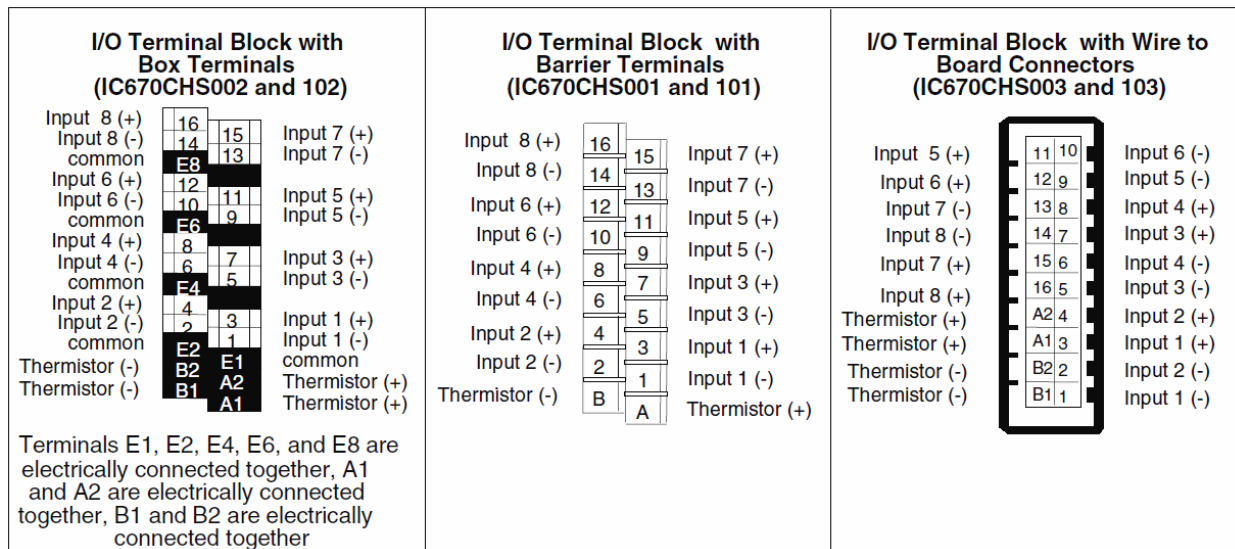 I/O Terminal Block with
Box Terminals
(IC670CHS002 and 102)
Input 8 (+) 16
15 Input 7 (+)
Input 8 (-) 14
13 Input 7 (-)
common E8
Input 6 (+) 12
11 Input 5 (+)
Input 6 (-) 10
9 Input 5 (-)
common E6
Input 4 (+) 8
7 Input 3 (+)
Input 4 (-) 6
5 Input 3 (-)
common E4
Input 2 (+) 4
3 Input 1 (+)
Input 2 (-) 2
1 Input 1 (-)
common E2
E1 common
Thermistor (-) B2
A2 Thermistor (+)
Thermistor (-) B1
A1 Thermistor (+)
Terminals E1, E2, E4, E6, and E8 are
electrically connected together, A1
and A2 are electrically connected
together, B1 and B2 are electrically
connected together
I/O Terminal Block with
Barrier Terminals
(IC670CHS001 and 101)
Input 8 (+) 16
15 Input 7 (+)
Input 8 (-) 14
13 Input 7 (-)
Input 6 (+) 12
11 Input 5 (+)
Input 6 (-) 10
9 Input 5 (-)
Input 4 (+) 8
7 Input 3 (+)
Input 4 (-) 6
5 Input 3 (-)
Input 2 (+) 4
3 Input 1 (+)
Input 2 (-) 2
1 Input 1 (-)
Thermistor (-) B
A Thermistor (+)
I/O Terminal Block with Wire to
Board Connectors
(IC670CHS003 and 103)
Input 5 (+) 11 10 Input 6 (-)
Input 6 (+) 12 9 Input 5 (-)
Input 7 (-) 13 8 Input 4 (+)
Input 8 (-) 14 7 Input 3 (+)
Input 7 (+) 15 6 Input 4 (-)
Input 8 (+) 16 5 Input 3 (-)
Thermistor (+) A2 4 Input 2 (+)
Thermistor (+) A1 3 Input 1 (+)
Thermistor (-) B2 2 Input 2 (-)
Thermistor (-) B1 1 Input 1 (-)